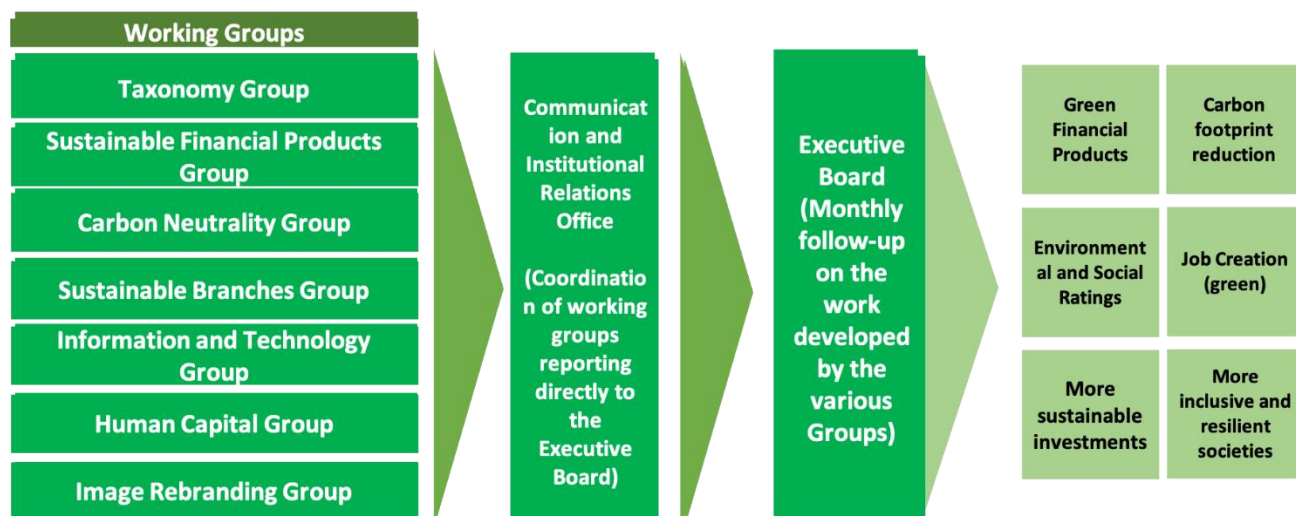 Working Groups
Taxonomy Group
Sustainable Financial Products
Group
Carbon Neutrality Group
Sustainable Branches Group
Information and Technology
Group
Human Capital Group
Image Rebranding Group
Communicat
ion and
Institutional
Relations
Office
(Coordinatio
n of working
groups
reporting
directly to
the
Executive
Board)
Executive
Board
(Monthly
follow-up
on the
work
developed
by the
various
Groups)
Green
Financial
Products
Carbon
footprint
reduction
Environment
al and Social
Ratings
Job Creation
(green)
More
sustainable
investments
More
inclusive and
resilient
societies